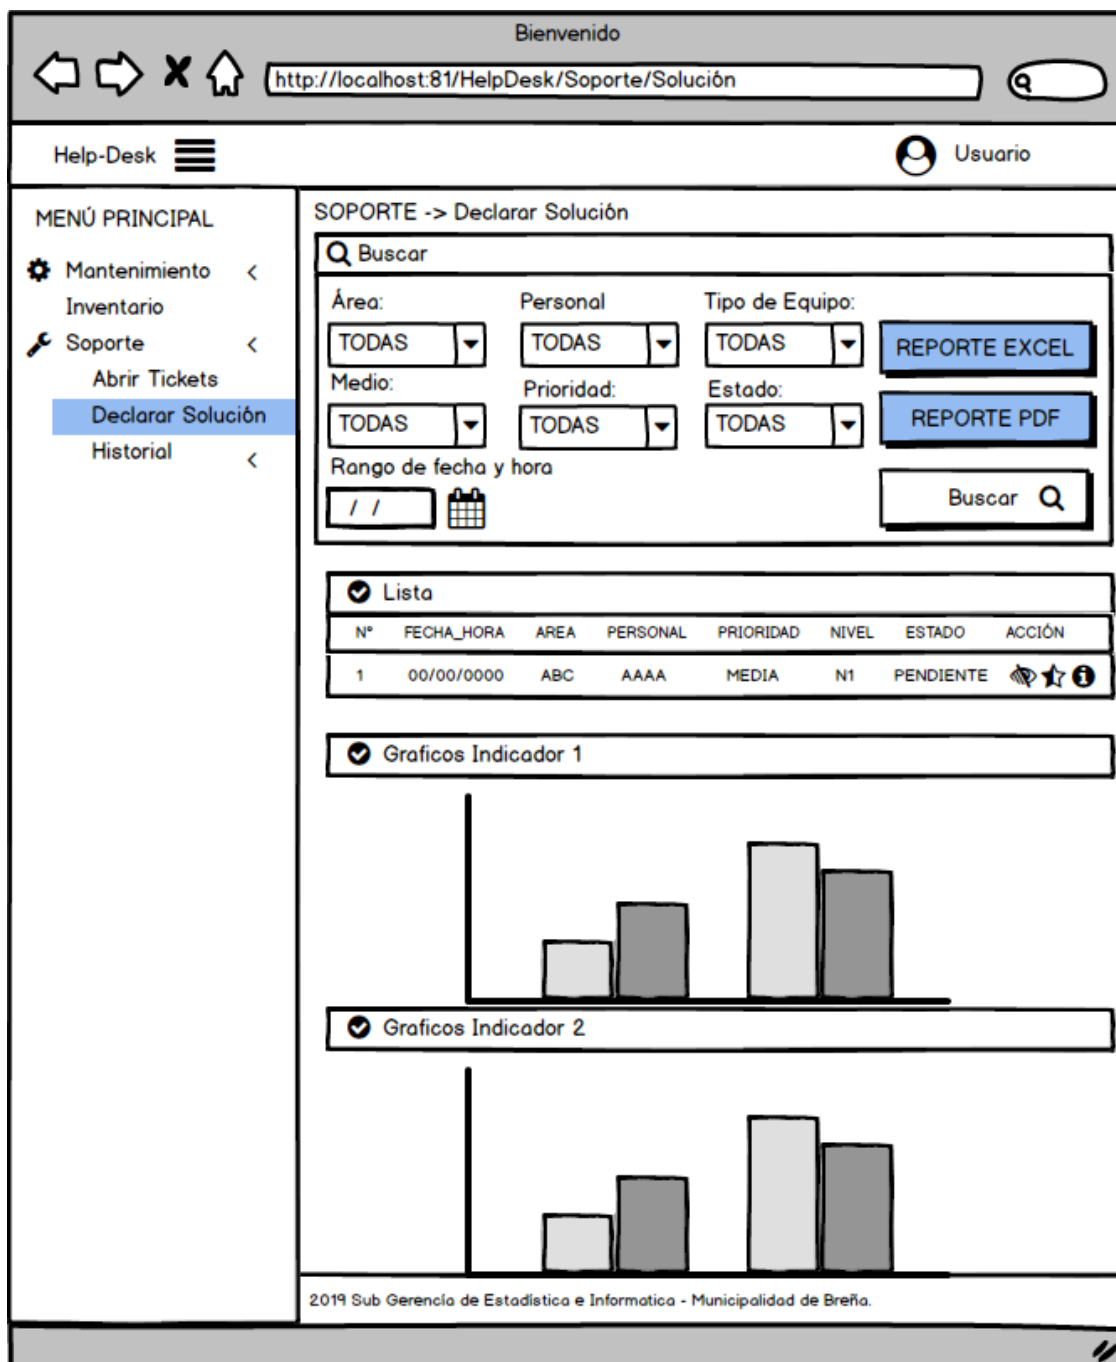 Bienvenido
http://localhost:81/HelpDesk/Soporte/Solución
Help-Desk
Usuario
MENÚ PRINCIPAL
Mantenimiento <
Inventario
Soporte <
Abrir Tickets
Declarar Solución
Historial <
SOPORTE -> Declarar Solución
Buscar
Área: Personal Tipo de Equipo:
TODAS TODAS TODAS REPORTE EXCEL
Medio: Prioridad: Estado:
TODAS TODAS TODAS REPORTE PDF
Rango de fecha y hora
/ / Buscar
Lista
N° FECHA_HORA AREA PERSONAL PRIORIDAD NIVEL ESTADO ACCIÓN
1 00/00/0000 ABC AAAA MEDIA N1 PENDIENTE
Graficos Indicador 1
Graficos Indicador 2
2019 Sub Gerencía de Estadística e Informatica - Municipalidad de Breña.